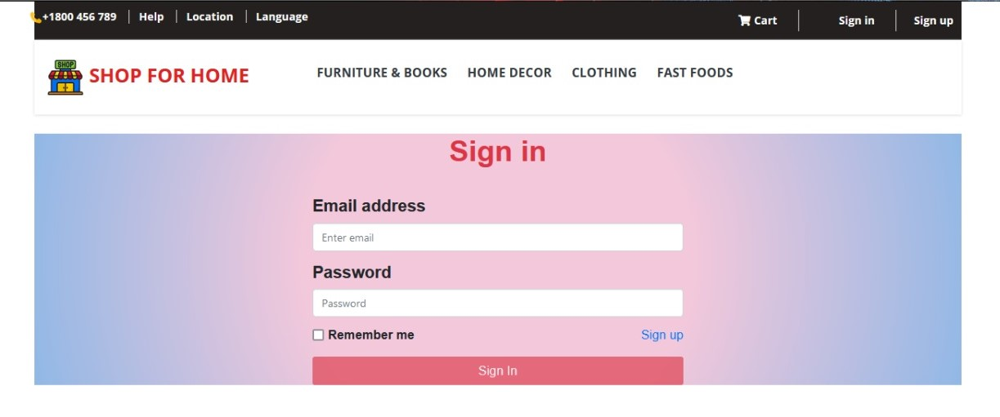 +1800 456 789 Help Location Language Cart Sign in Sign up
SHOP
SHOP FOR HOME FURNITURE & BOOKS HOME DECOR CLOTHING FAST FOODS
Sign in
Email address
Enter email
Password
Password
Remember me Sign up
Sign In